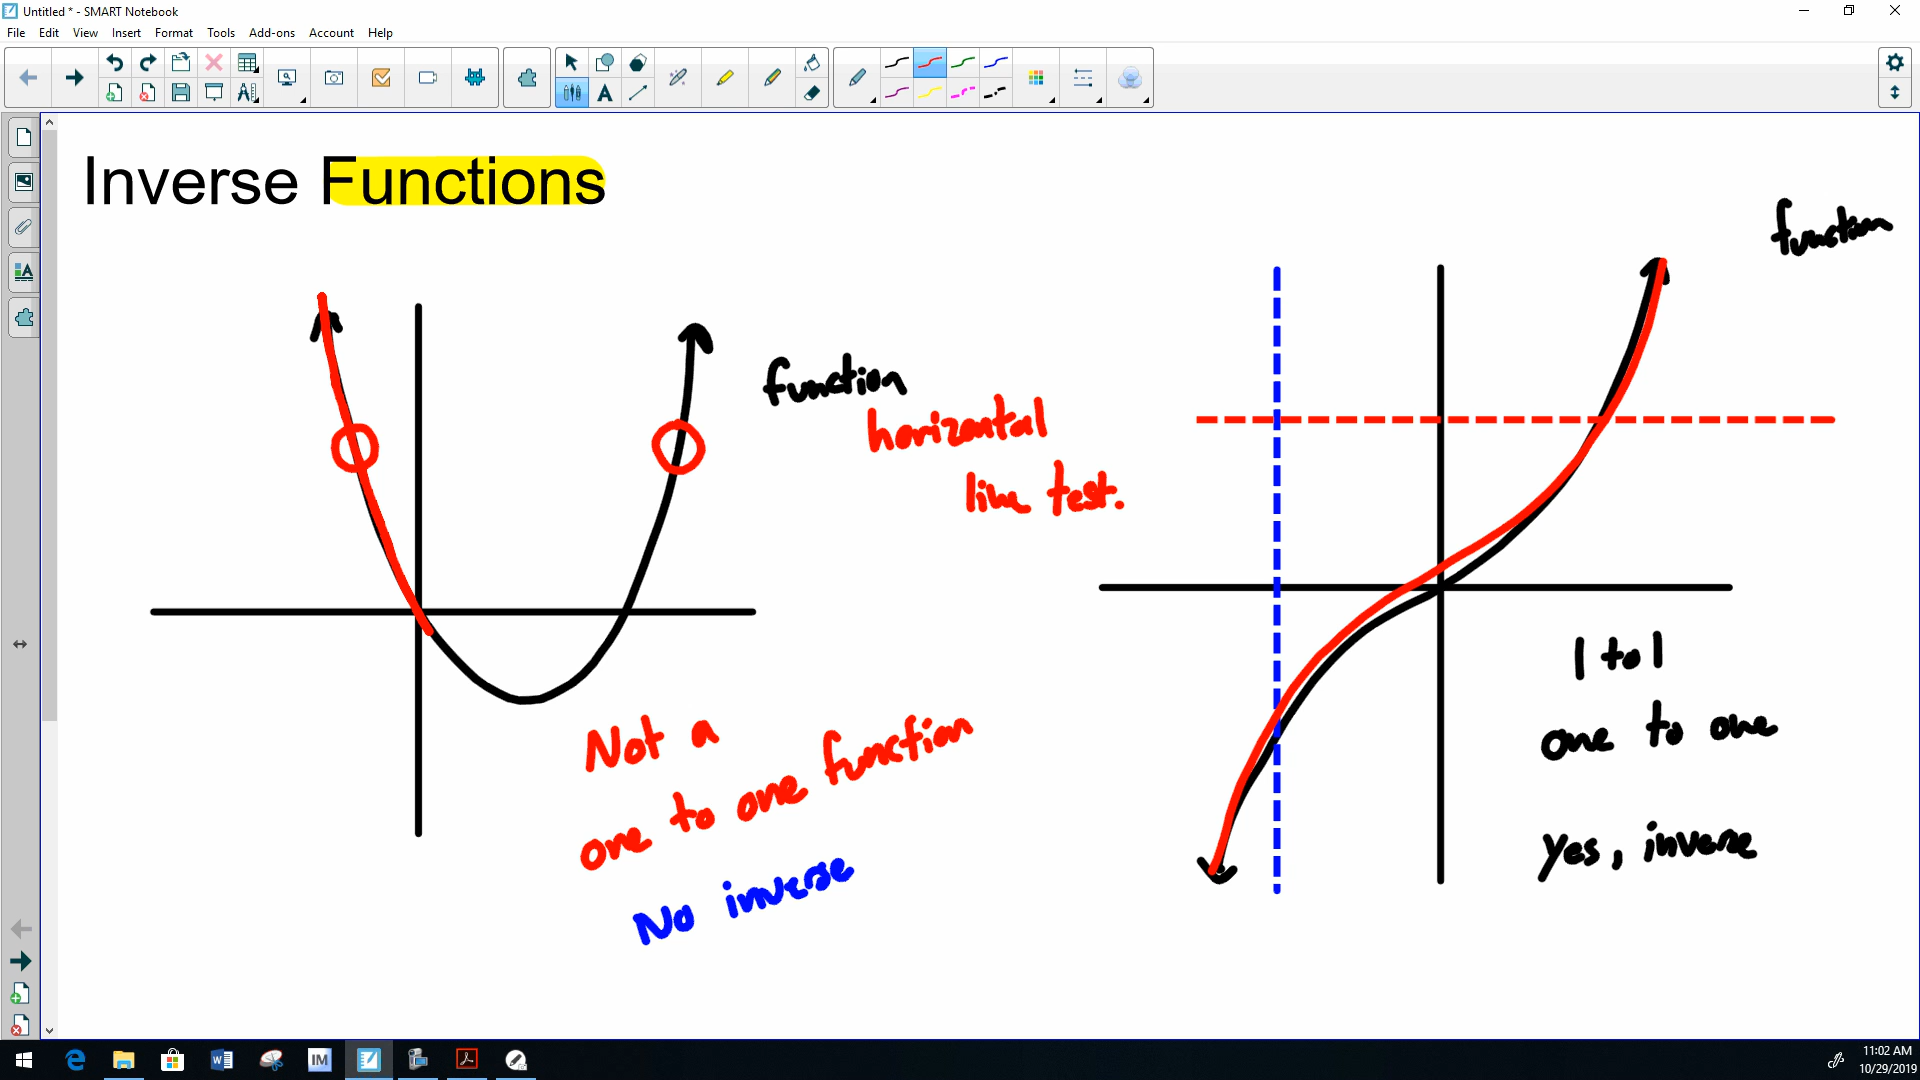 Untitled * - SMART Notebook
File Edit View Insert Format Tools Add-ons Account Help
Inverse Functions
function
function
horizontal
line test.
Not a
one to one function
No inverse
1 to 1
one to one
yes, inverse
IM
11:02 AM
10/29/2019